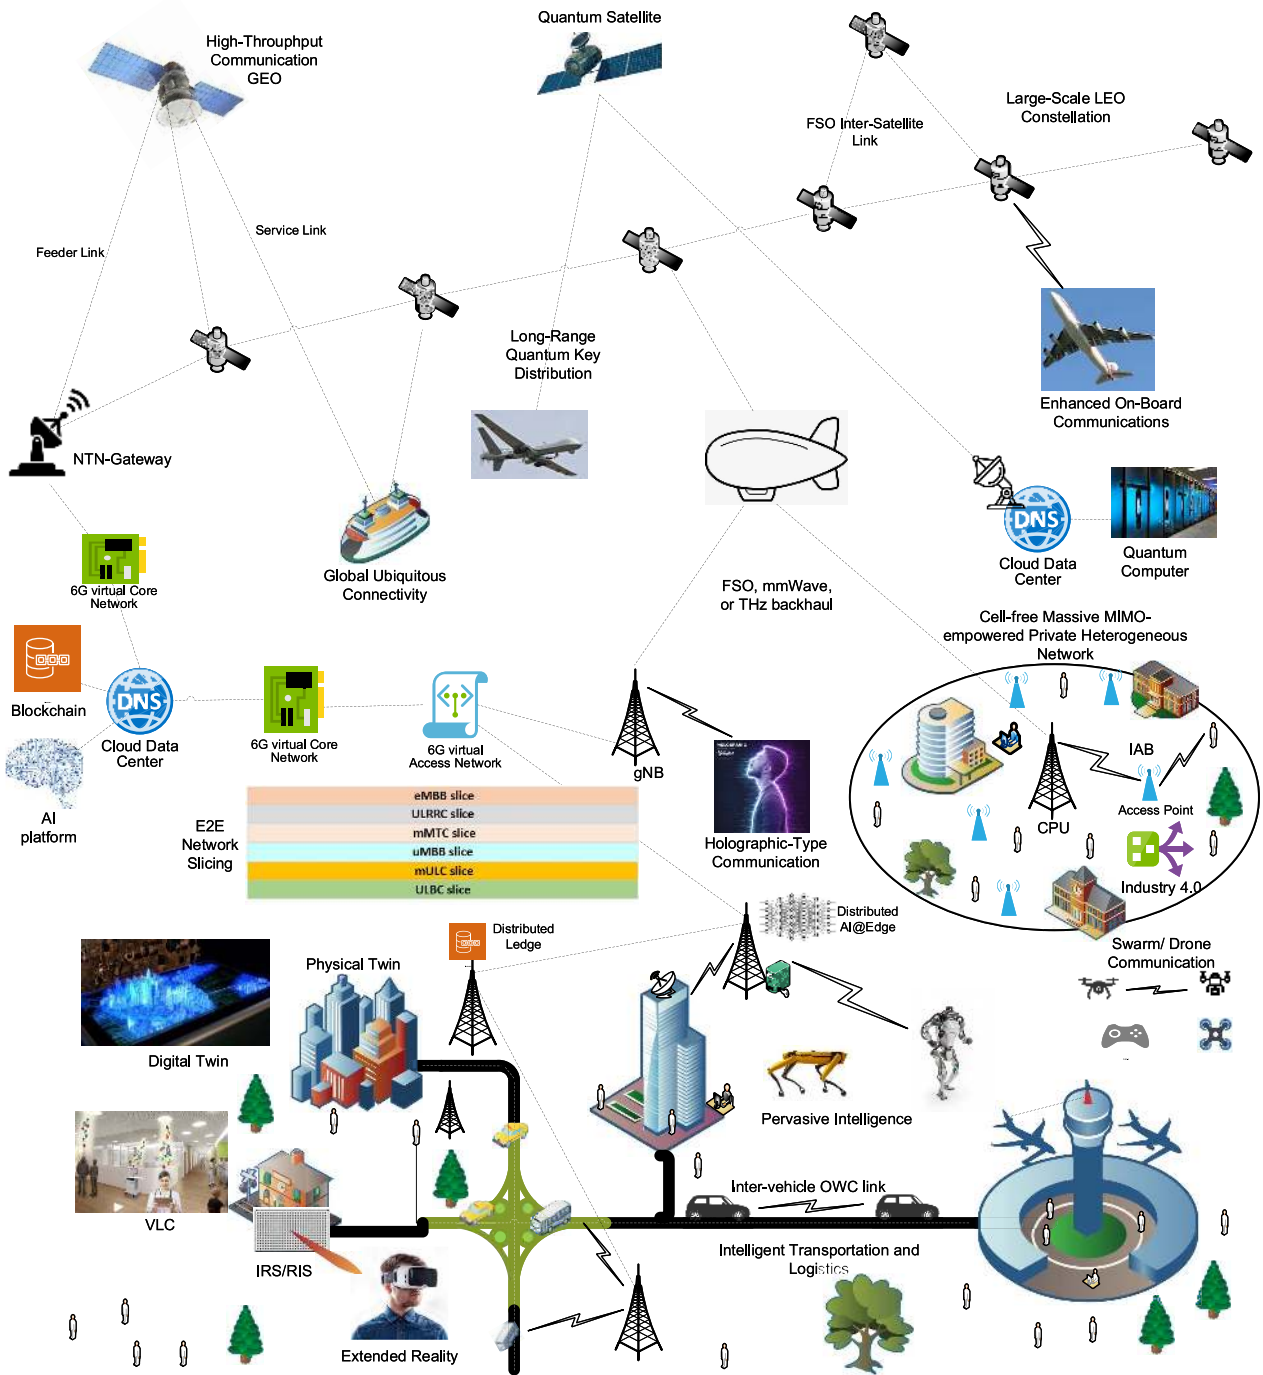 High-Throughput
Communication
GEO
Quantum Satellite
Large-Scale LEO
Constellation
FSO Inter-Satellite
Link
Service Link
Feeder Link
Long-Range
Quantum Key
Distribution
Enhanced On-Board
Communications
NTN-Gateway
DNS
Cloud Data
Center
Quantum
Computer
Global Ubiquitous
Connectivity
6G virtual Core
Network
FSO, mmWave,
or THz backhaul
Cell-free Massive MIMO-
empowered Private Heterogeneous
Network
Blockchain
DNS
Cloud Data
Center
6G virtual Core
Network
6G virtual
Access Network
gNB
IAB
Access Point
CPU
Industry 4.0
AI
platform
E2E
Network
Slicing
eMBB slice
ULRRC slice
mMTC slice
uMBB slice
mULC slice
ULBC slice
Holographic-Type
Communication
Distributed
AI@Edge
Distributed
Ledge
Swarm/ Drone
Communication
Physical Twin
Digital Twin
Pervasive Intelligence
VLC
Inter-vehicle OWC link
IRS/RIS
Intelligent Transportation and
Logistics
Extended Reality